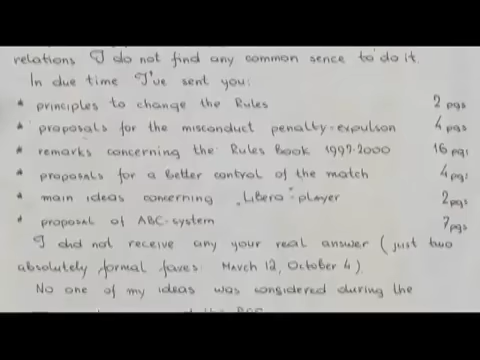 relations I do not find any common sence to do it.
In due time I've sent you:
* principles to change the Rules 2 pgs
* proposals for the misconduct penalty-expulson 4 pgs
* remarks concerning the Rules Book 1997-2000 16 pgs
* proposals for a better control of the match 4 pgs
* main ideas concerning „Libero"-player 2 pgs
* proposal of ABC-system 7 pgs
I did not receive any your real answer (just two
absolutely formal faxes: March 12, October 4).
No one of my ideas was considered during the